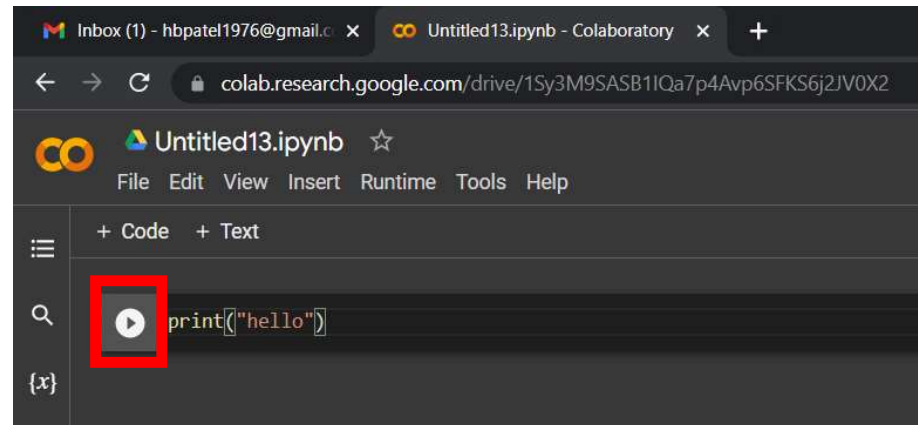 Inbox (1) - hbpatel1976@gmail.c
Untitled13.ipynb - Colaboratory
colab.research.google.com/drive/1Sy3M9SASB1IQa7p4Avp6SFKS6j2JV0X2
CO Untitled13.ipynb
File Edit View Insert Runtime Tools Help
+ Code + Text
print("hello")
{x}